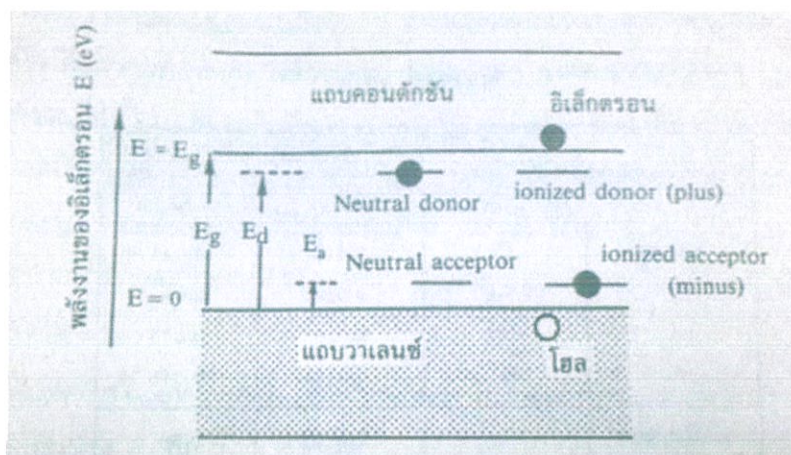 พลังงานของอิเล็กตรอน E (eV)
แถบคอนดักชัน
อิเล็กตรอน
E = Eg
Neutral donor
ionized donor (plus)
Eg
Ed
Ea
Neutral acceptor
ionized acceptor
(minus)
E = 0
แถบวาเลนซ์
โฮล